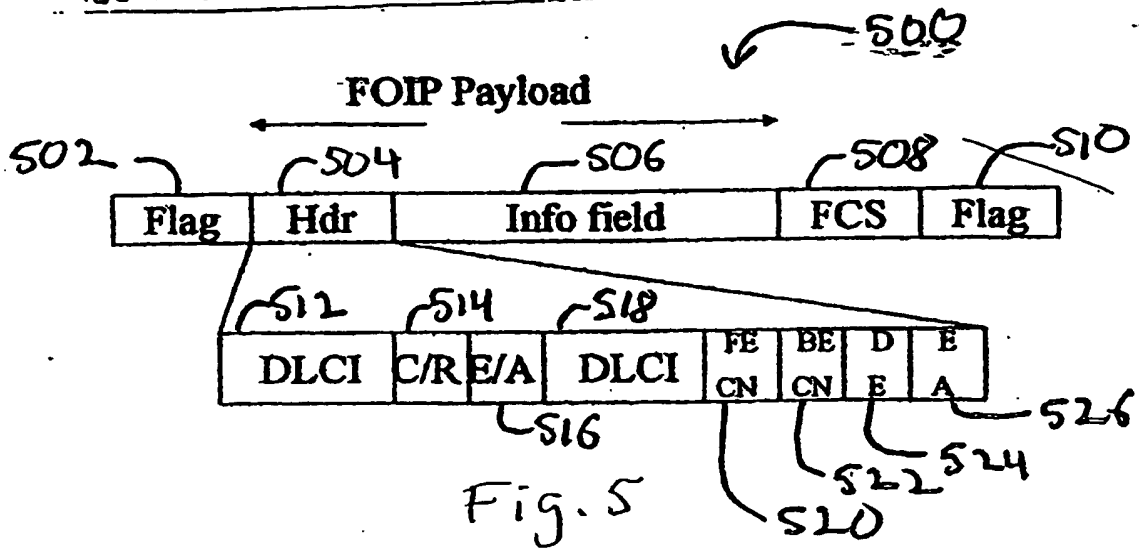 500
FOIP Payload
502 504 506 508 510
Flag Hdr Info field FCS Flag
512 514 518
DLCI C/R E/A DLCI FE CN BE CN D E E A
516 526
524
522
520
Fig. 5